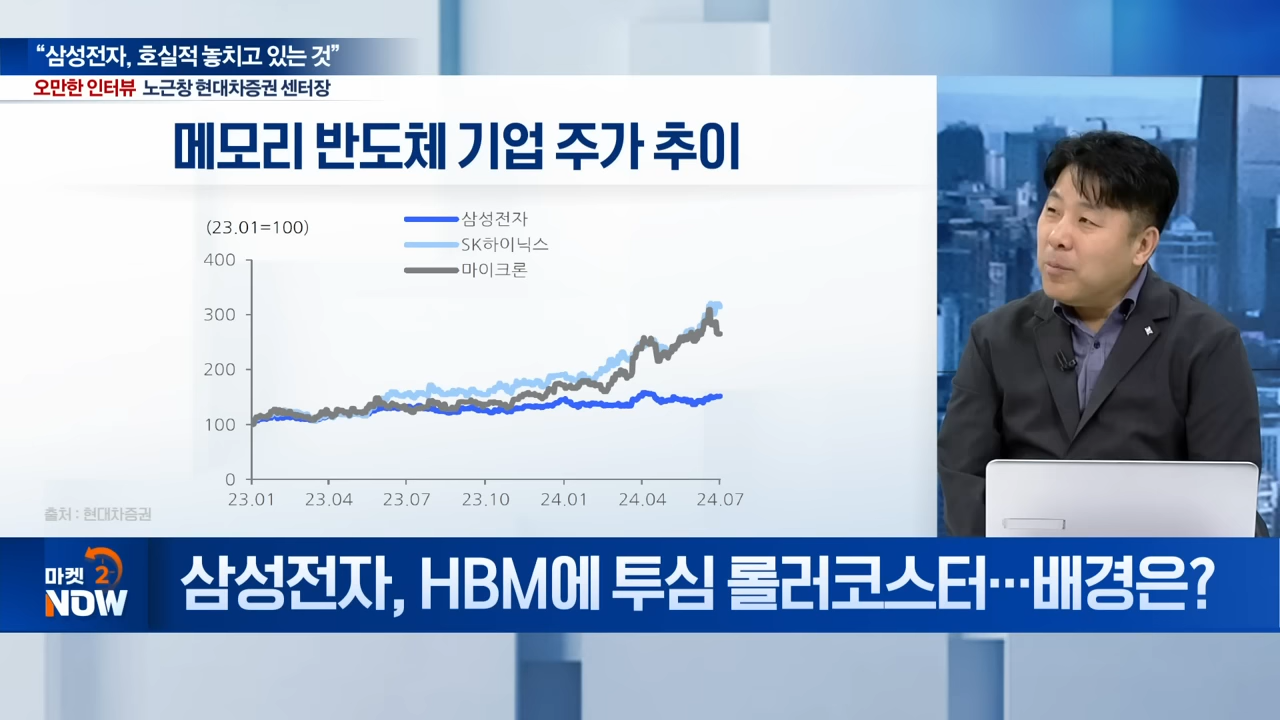 “삼성전자, 호실적 놓치고 있는 것”
오만한 인터뷰 노근창 현대차증권 센터장
메모리 반도체 기업 주가 추이
(23.01=100)
삼성전자
SK하이닉스
마이크론
400
300
200
100
0
23.01 23.04 23.07 23.10 24.01 24.04 24.07
출처 : 현대차증권
마켓 2
NOW
삼성전자, HBM에 투심 롤러코스터…배경은?